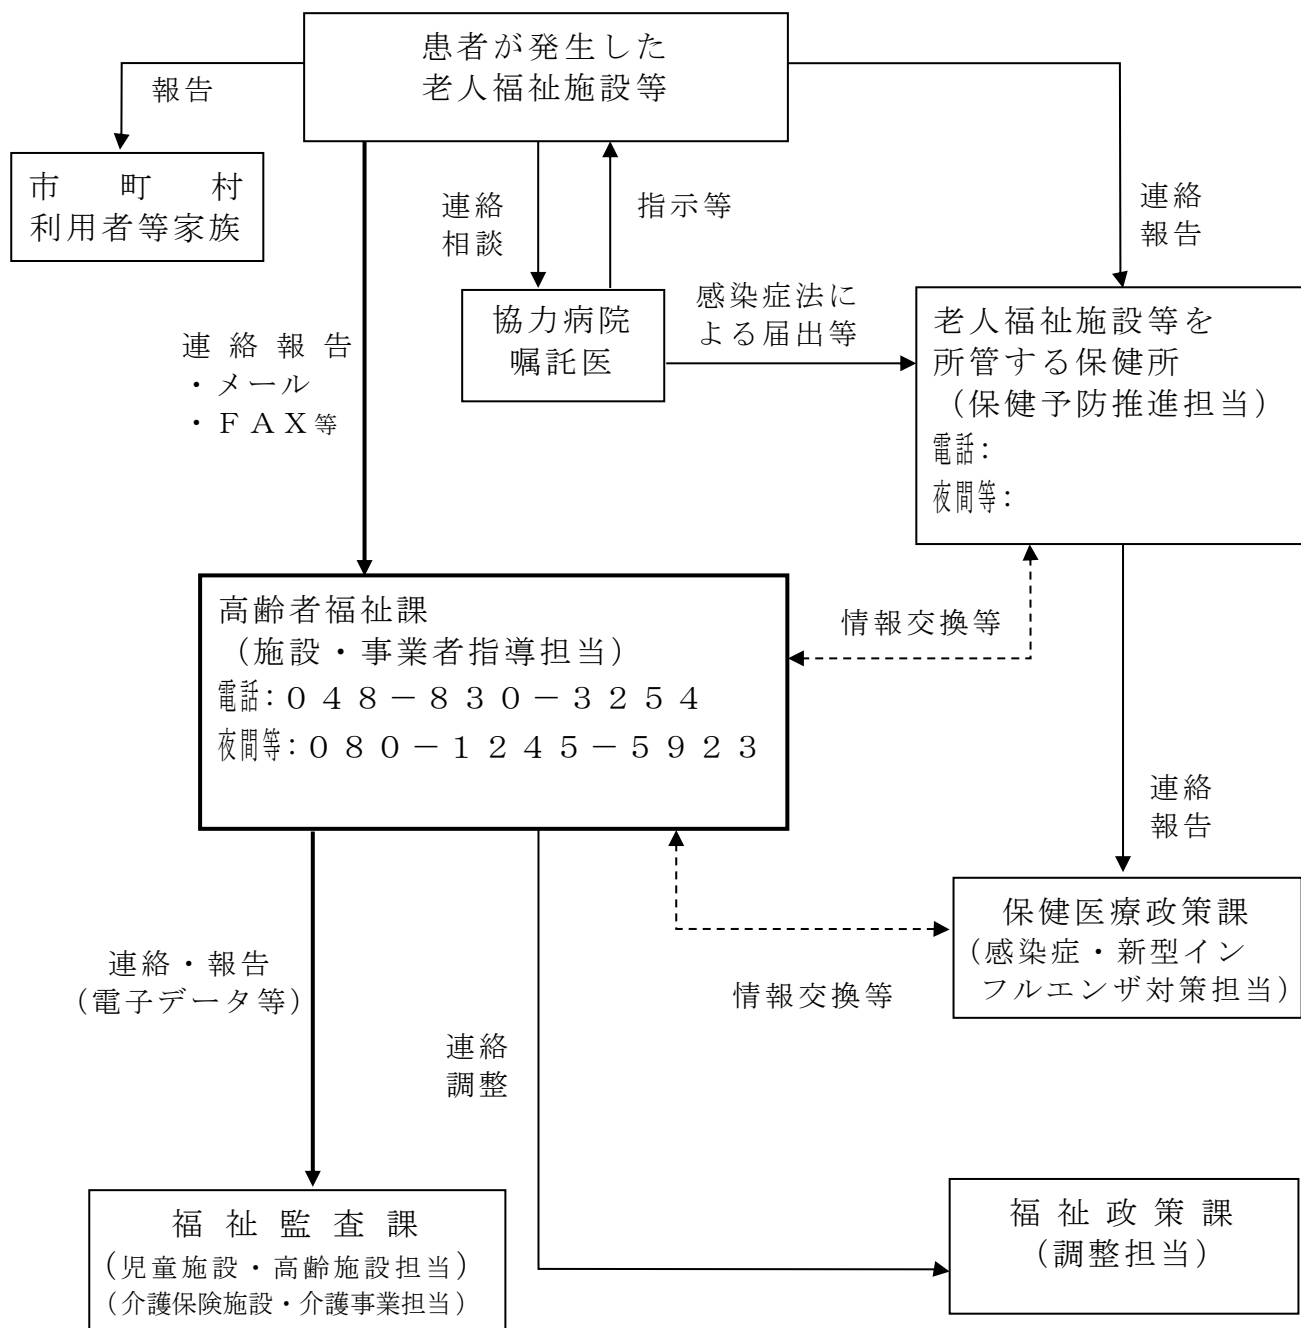 患者が発生した
老人福祉施設等
報告
市　町　村
利用者等家族
連絡
相談
指示等
連絡
報告
協力病院
嘱託医
感染症法に
よる届出等
老人福祉施設等を
所管する保健所
（保健予防推進担当）
電話：
夜間等：
連絡報告
・メール
・ＦＡＸ等
高齢者福祉課
（施設・事業者指導担当）
電話：０４８－８３０－３２５４
夜間等：０８０－１２４５－５９２３
情報交換等
連絡
報告
保健医療政策課
（感染症・新型イン
フルエンザ対策担当）
情報交換等
連絡・報告
（電子データ等）
連絡
調整
福祉監査課
（児童施設・高齢施設担当）
（介護保険施設・介護事業担当）
福祉政策課
（調整担当）